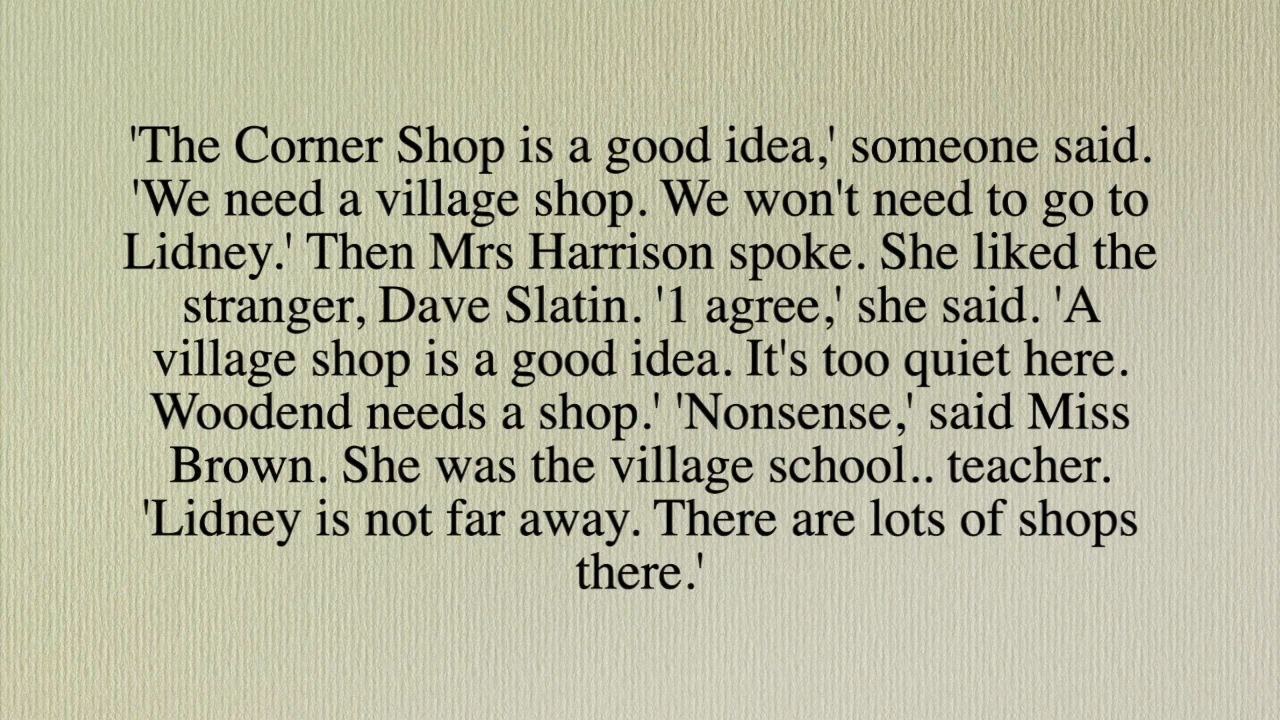 'The Corner Shop is a good idea,' someone said.
'We need a village shop. We won't need to go to
Lidney.' Then Mrs Harrison spoke. She liked the
stranger, Dave Slatin. '1 agree,' she said. 'A
village shop is a good idea. It's too quiet here.
Woodend needs a shop.' 'Nonsense,' said Miss
Brown. She was the village school.. teacher.
'Lidney is not far away. There are lots of shops
there.'